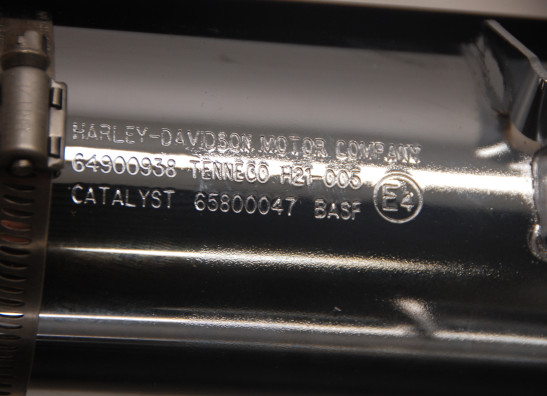 HARLEY-DAVIDSON MOTOR COMPANY
64900938 TENNECO H21-005
CATALYST 65800047 BASF E4